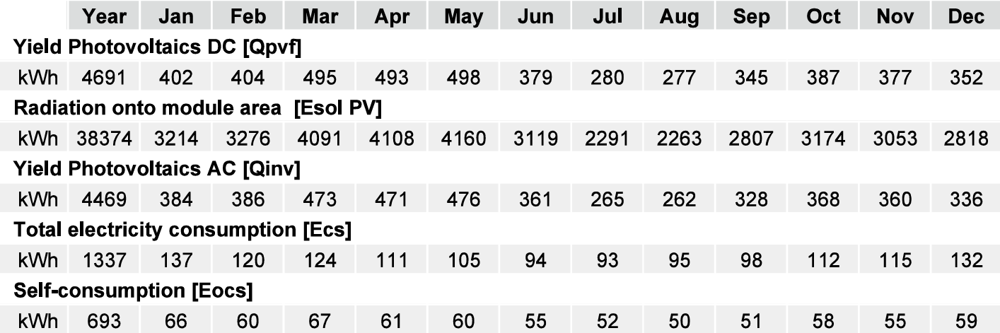 Year Jan Feb Mar Apr May Jun Jul Aug Sep Oct Nov Dec
Yield Photovoltaics DC [Qpvf]
kWh 4691 402 404 495 493 498 379 280 277 345 387 377 352
Radiation onto module area [Esol PV]
kWh 38374 3214 3276 4091 4108 4160 3119 2291 2263 2807 3174 3053 2818
Yield Photovoltaics AC [Qinv]
kWh 4469 384 386 473 471 476 361 265 262 328 368 360 336
Total electricity consumption [Ecs]
kWh 1337 137 120 124 111 105 94 93 95 98 112 115 132
Self-consumption [Eocs]
kWh 693 66 60 67 61 60 55 52 50 51 58 55 59